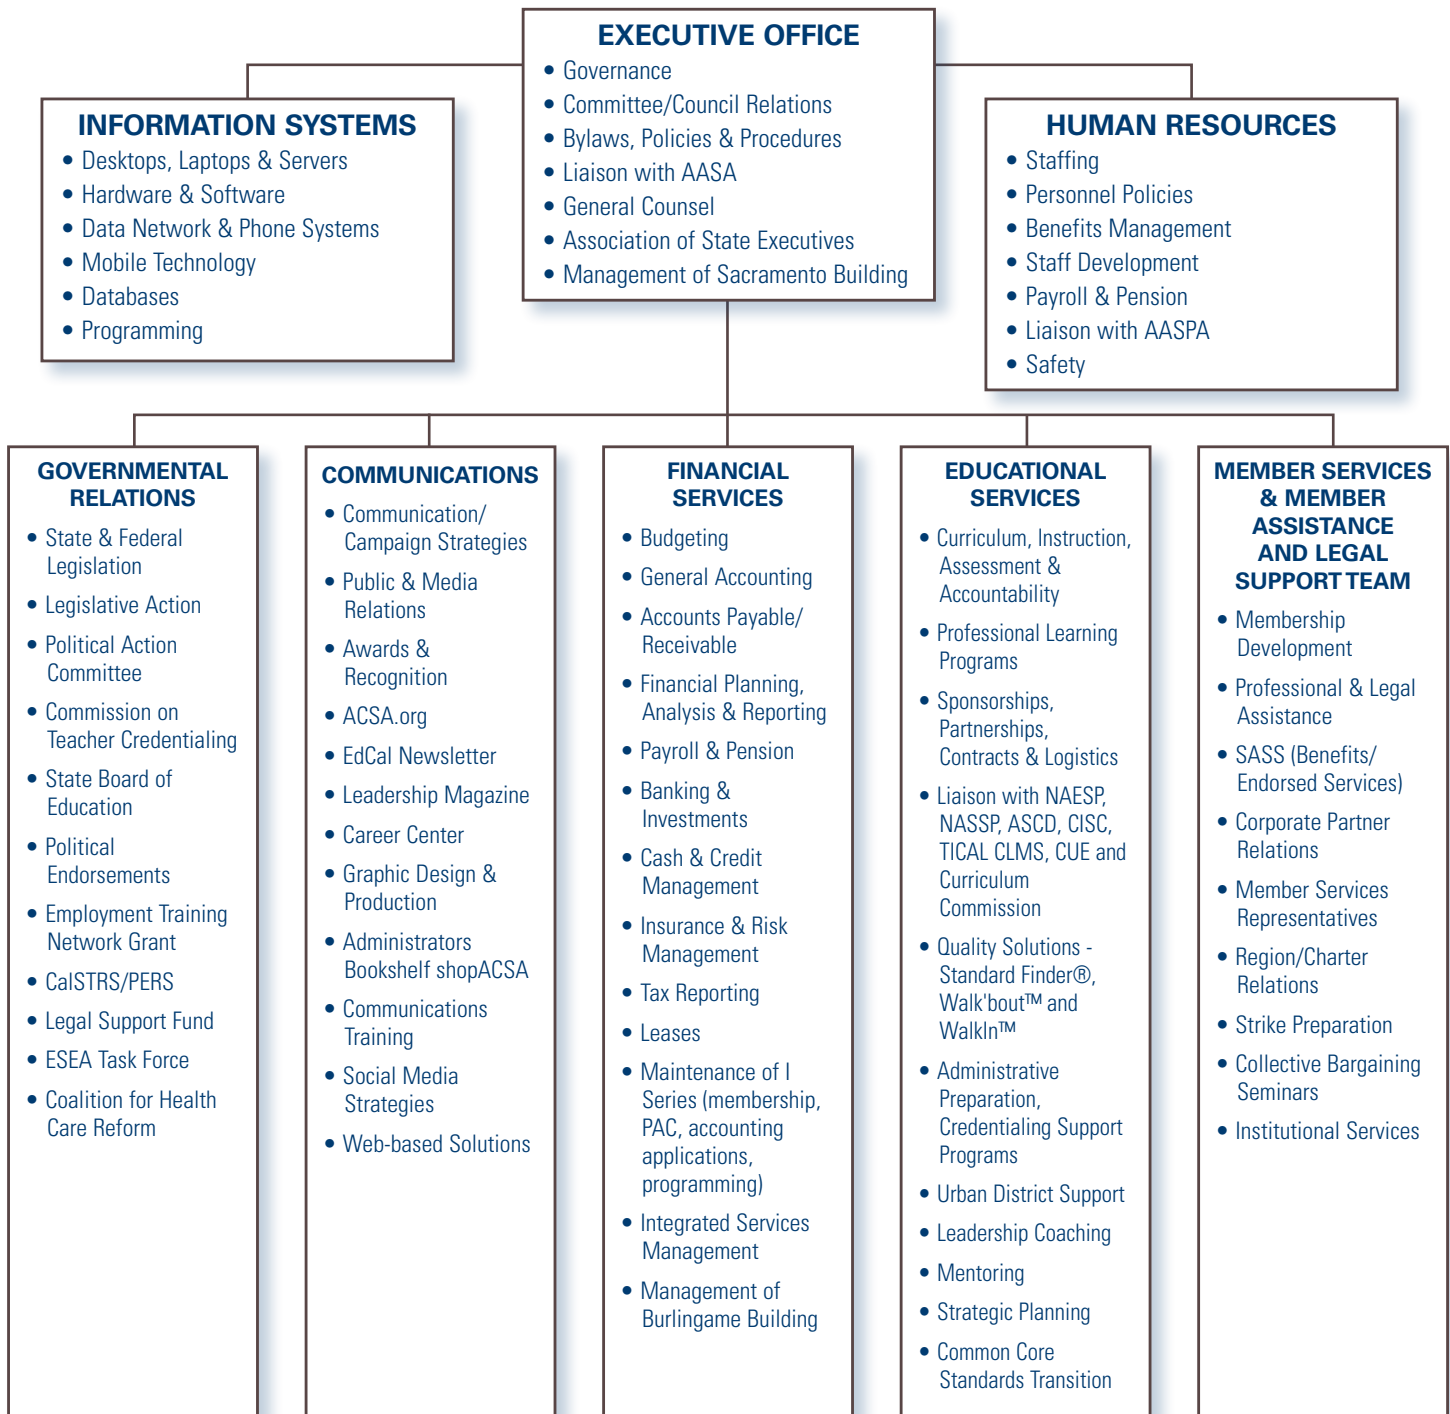 EXECUTIVE OFFICE
• Governance
• Committee/Council Relations
• Bylaws, Policies & Procedures
• Liaison with AASA
• General Counsel
• Association of State Executives
• Management of Sacramento Building
INFORMATION SYSTEMS
• Desktops, Laptops & Servers
• Hardware & Software
• Data Network & Phone Systems
• Mobile Technology
• Databases
• Programming
HUMAN RESOURCES
• Staffing
• Personnel Policies
• Benefits Management
• Staff Development
• Payroll & Pension
• Liaison with AASPA
• Safety
GOVERNMENTAL
RELATIONS
• State & Federal
Legislation
• Legislative Action
• Political Action
Committee
• Commission on
Teacher Credentialing
• State Board of
Education
• Political
Endorsements
• Employment Training
Network Grant
• CalSTRS/PERS
• Legal Support Fund
• ESEA Task Force
• Coalition for Health
Care Reform
COMMUNICATIONS
• Communication/
Campaign Strategies
• Public & Media
Relations
• Awards &
Recognition
• ACSA.org
• EdCal Newsletter
• Leadership Magazine
• Career Center
• Graphic Design &
Production
• Administrators
Bookshelf shopACSA
• Communications
Training
• Social Media
Strategies
• Web-based Solutions
FINANCIAL
SERVICES
• Budgeting
• General Accounting
• Accounts Payable/
Receivable
• Financial Planning,
Analysis & Reporting
• Payroll & Pension
• Banking &
Investments
• Cash & Credit
Management
• Insurance & Risk
Management
• Tax Reporting
• Leases
• Maintenance of I
Series (membership,
PAC, accounting
applications,
programming)
• Integrated Services
Management
• Management of
Burlingame Building
EDUCATIONAL
SERVICES
• Curriculum, Instruction,
Assessment &
Accountability
• Professional Learning
Programs
• Sponsorships,
Partnerships,
Contracts & Logistics
• Liaison with NAESP,
NASSP, ASCD, CISC,
TICAL CLMS, CUE and
Curriculum
Commission
• Quality Solutions -
Standard Finder®,
Walk'bout™ and
WalkIn™
• Administrative
Preparation,
Credentialing Support
Programs
• Urban District Support
• Leadership Coaching
• Mentoring
• Strategic Planning
• Common Core
Standards Transition
MEMBER SERVICES
& MEMBER
ASSISTANCE
AND LEGAL
SUPPORT TEAM
• Membership
Development
• Professional & Legal
Assistance
• SASS (Benefits/
Endorsed Services)
• Corporate Partner
Relations
• Member Services
Representatives
• Region/Charter
Relations
• Strike Preparation
• Collective Bargaining
Seminars
• Institutional Services